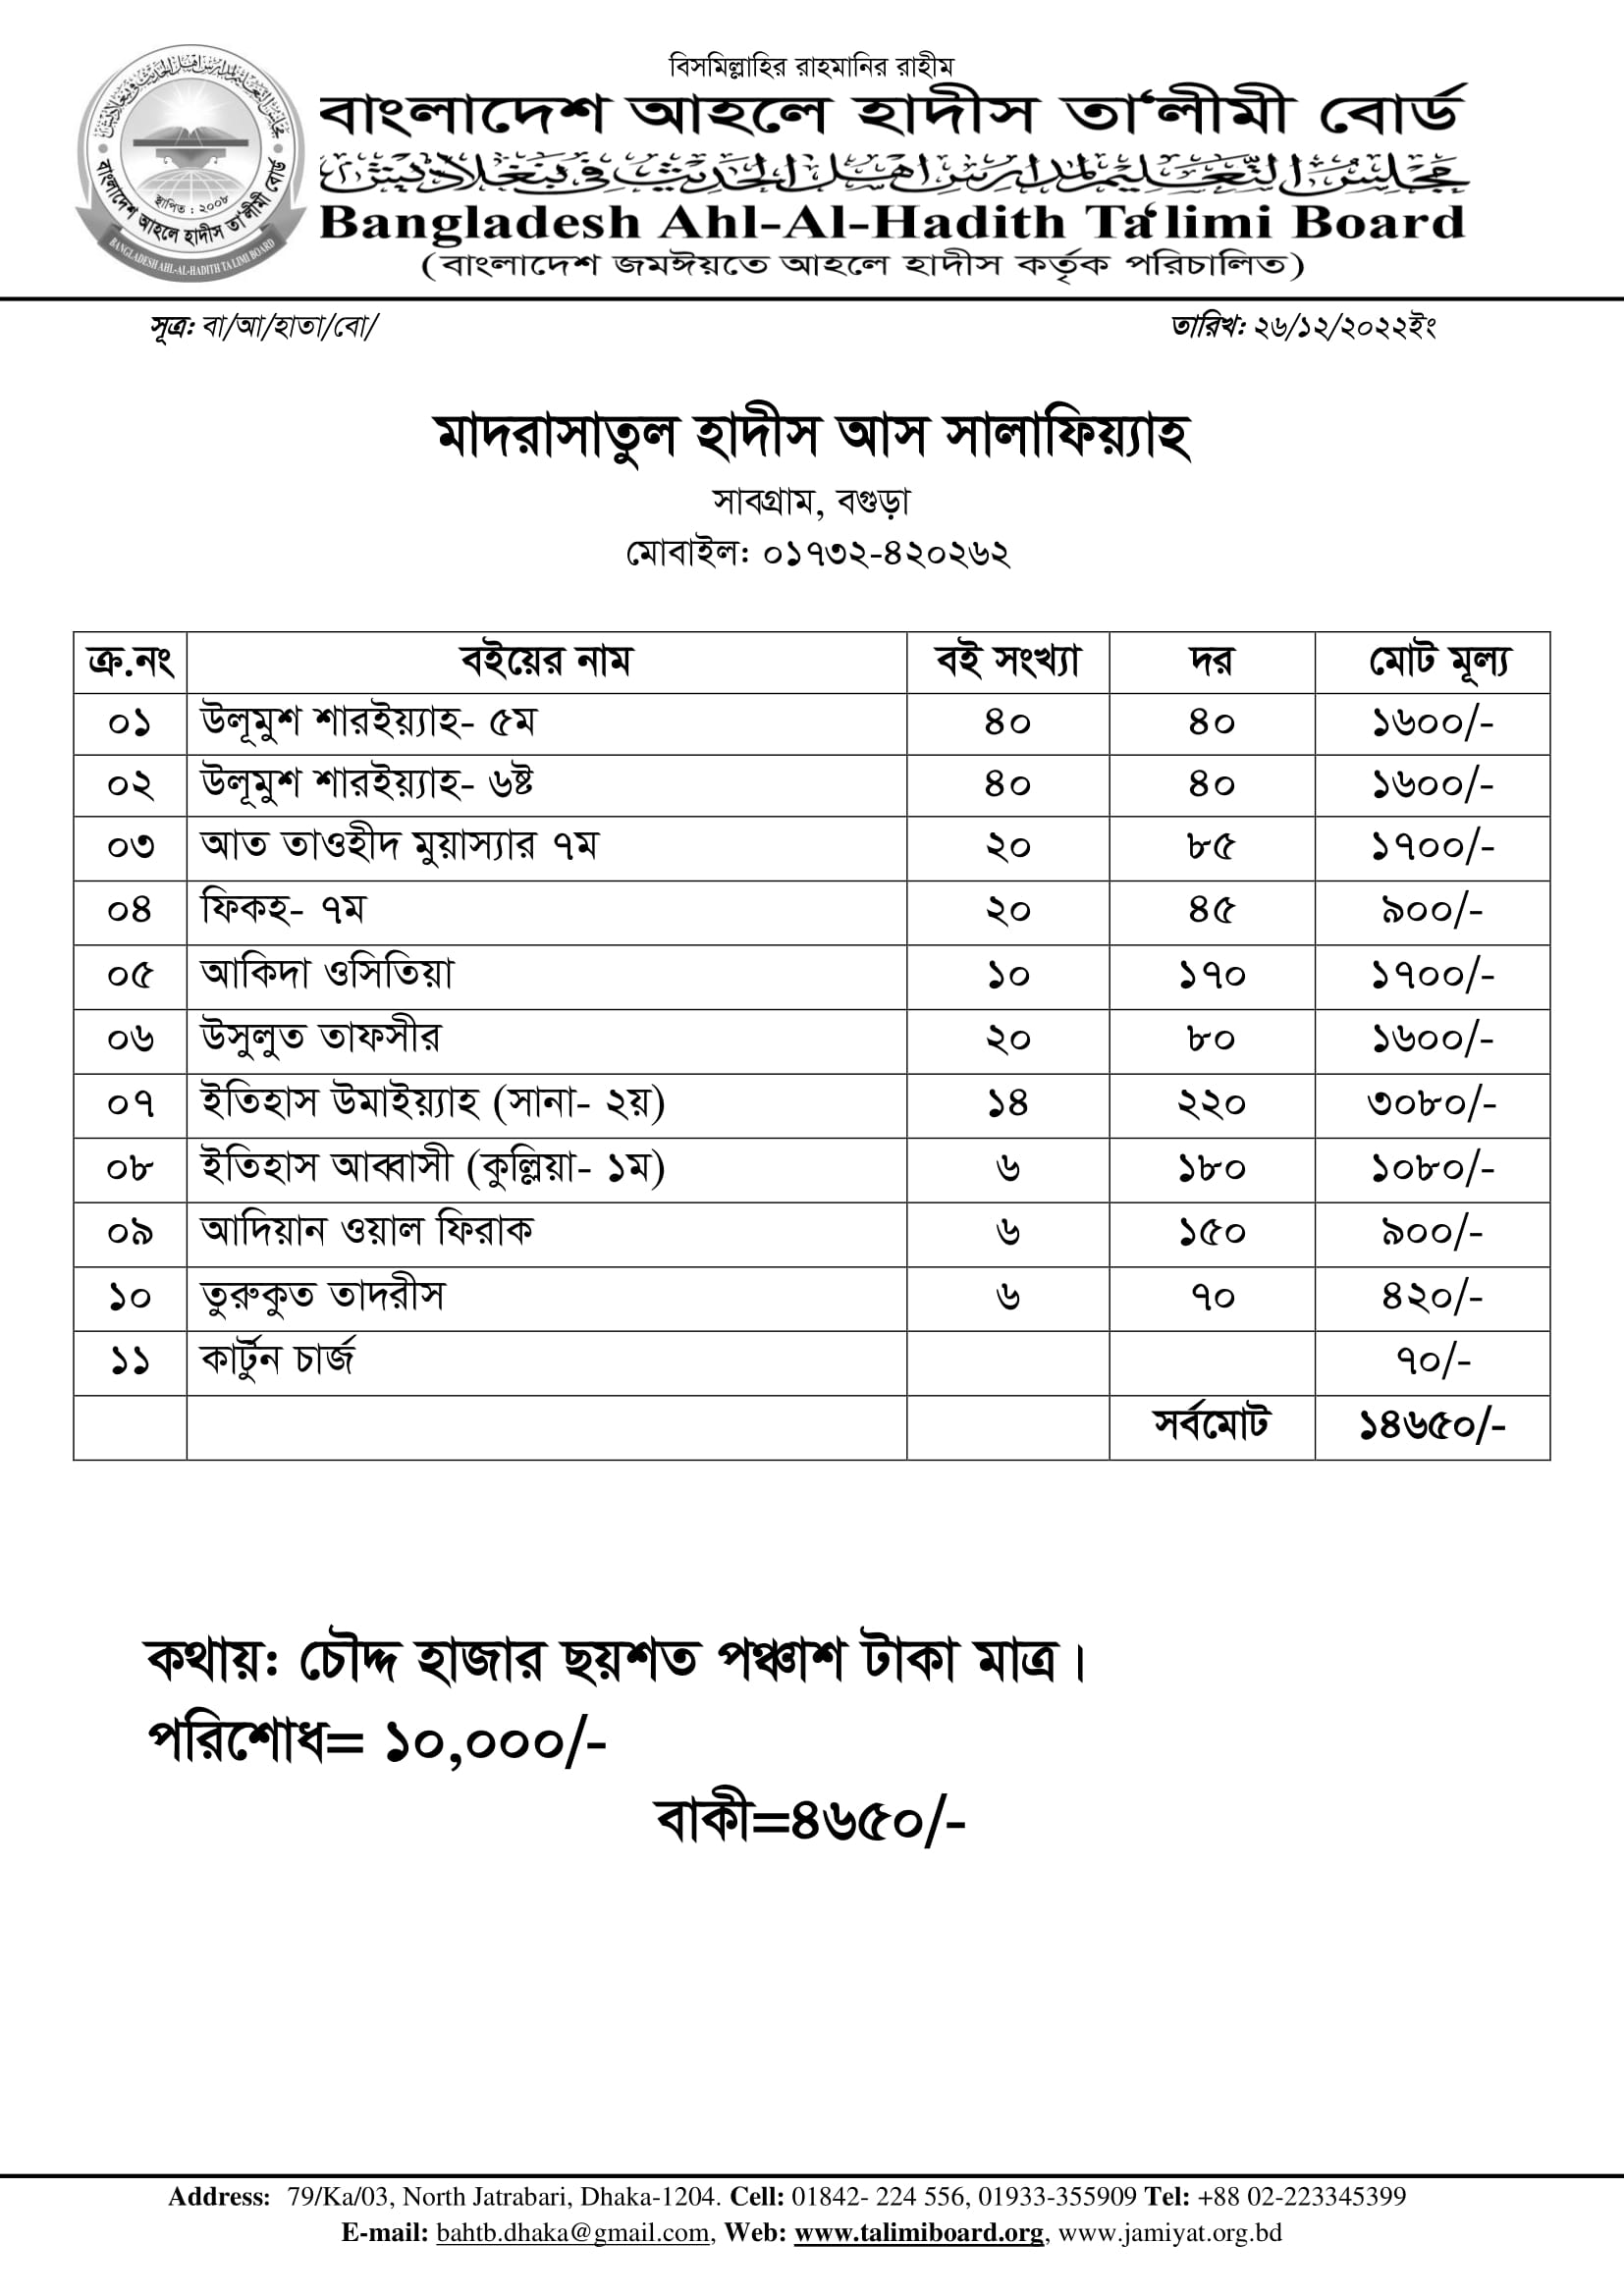 বিসমিল্লাহির রাহমানির রাহীম
বাংলাদেশ আহলে হাদীস তা‘লীমী বোর্ড
مجلس التعليم لمدارس أهل الحديث في بنغلاديش
Bangladesh Ahl-Al-Hadith Ta‘limi Board
(বাংলাদেশ জমঈয়তে আহলে হাদীস কর্তৃক পরিচালিত)
স্থাপিত : ২০০৮
বাংলাদেশ আহলে হাদীস তা‘লীমী বোর্ড
BANGLADESH AHL-AL-HADITH TA'LIMI BOARD
সূত্র: বা/আ/হাতা/বো/ তারিখ: ২৬/১২/২০২২ইং
মাদরাসাতুল হাদীস আস সালাফিয়্যাহ
সাবগ্রাম, বগুড়া
মোবাইল: ০১৭৩২-৪২০২৬২
ক্র.নং বইয়ের নাম বই সংখ্যা দর মোট মূল্য
০১ উলূমুশ শারইয়্যাহ- ৫ম ৪০ ৪০ ১৬০০/-
০২ উলূমুশ শারইয়্যাহ- ৬ষ্ট ৪০ ৪০ ১৬০০/-
০৩ আত তাওহীদ মুয়াস্যার ৭ম ২০ ৮৫ ১৭০০/-
০৪ ফিকহ- ৭ম ২০ ৪৫ ৯০০/-
০৫ আকিদা ওসিতিয়া ১০ ১৭০ ১৭০০/-
০৬ উসুলুত তাফসীর ২০ ৮০ ১৬০০/-
০৭ ইতিহাস উমাইয়্যাহ (সানা- ২য়) ১৪ ২২০ ৩০৮০/-
০৮ ইতিহাস আব্বাসী (কুল্লিয়া- ১ম) ৬ ১৮০ ১০৮০/-
০৯ আদিয়ান ওয়াল ফিরাক ৬ ১৫০ ৯০০/-
১০ তুরুকুত তাদরীস ৬ ৭০ ৪২০/-
১১ কার্টুন চার্জ ৭০/-
সর্বমোট ১৪৬৫০/-
কথায়: চৌদ্দ হাজার ছয়শত পঞ্চাশ টাকা মাত্র।
পরিশোধ= ১০,০০০/-
বাকী=৪৬৫০/-
Address: 79/Ka/03, North Jatrabari, Dhaka-1204. Cell: 01842- 224 556, 01933-355909 Tel: +88 02-223345399
E-mail: bahtb.dhaka@gmail.com, Web: www.talimiboard.org, www.jamiyat.org.bd